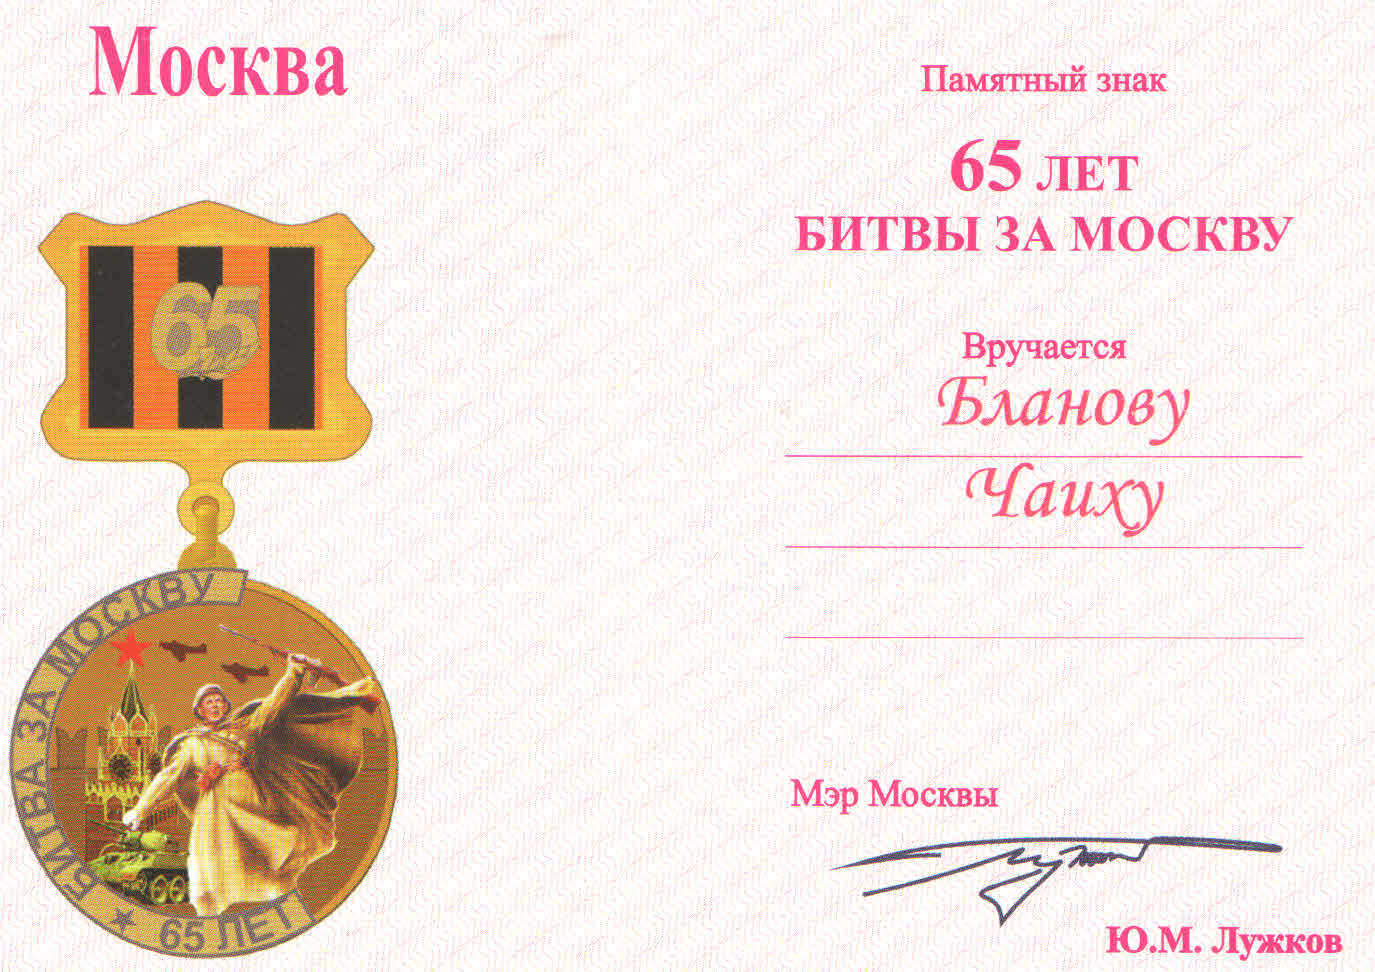 Москва
65
ЛЕТ
БИТВА ЗА МОСКВУ
65 ЛЕТ
Памятный знак
65 ЛЕТ
БИТВЫ ЗА МОСКВУ
Вручается
Бланову
Чаиху
Мэр Москвы
Ю.М. Лужков